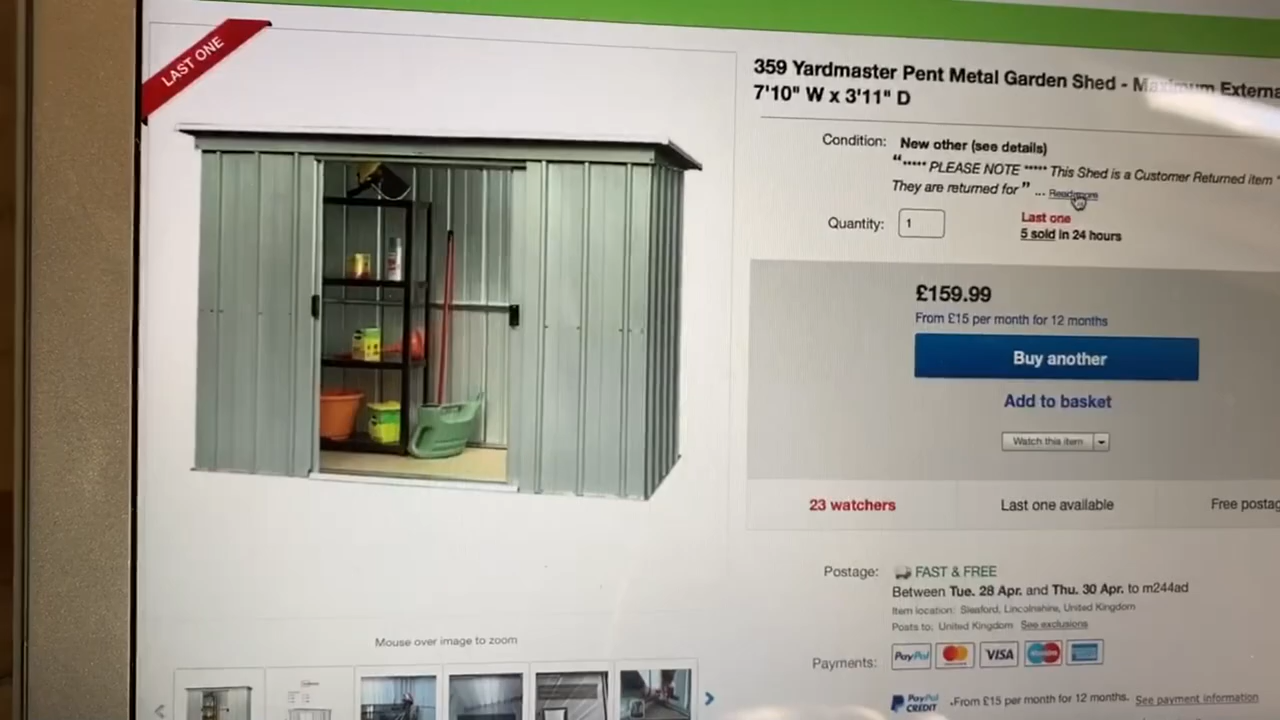 LAST ONE
359 Yardmaster Pent Metal Garden Shed - Maximum Externa
7'10" W x 3'11" D
Condition: New other (see details)
“***** PLEASE NOTE ***** This Shed is a Customer Returned item *
They are returned for ” ... Read more
Quantity: 1
Last one
5 sold in 24 hours
£159.99
From £15 per month for 12 months
Buy another
Add to basket
Watch this item
23 watchers
Last one available
Free postag
Postage: FAST & FREE
Between Tue. 28 Apr. and Thu. 30 Apr. to m244ad
Item location: Sleaford, Lincolnshire, United Kingdom
Posts to: United Kingdom See exclusions
Mouse over image to zoom
Payments: PayPal VISA
PayPal CREDIT
From £15 per month for 12 months. See payment information